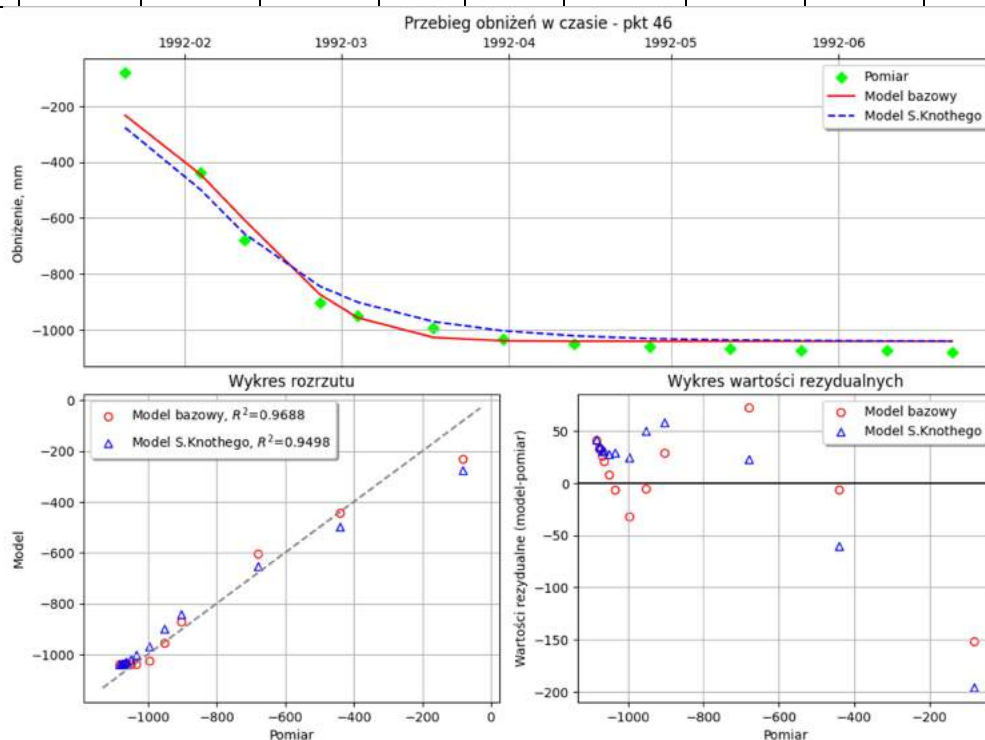 Przebieg obniżeń w czasie - pkt 46
1992-02 1992-03 1992-04 1992-05 1992-06
Pomiar
Model bazowy
Model S.Knothego
−200
−400
−600
−800
−1000
Obniżenie, mm
Wykres rozrzutu
Model bazowy, R²=0.9688
Model S.Knothego, R²=0.9498
0
−200
−400
−600
−800
−1000
Model
−1000 −800 −600 −400 −200 0
Pomiar
Wykres wartości rezydualnych
Model bazowy
Model S.Knothego
50
0
−50
−100
−150
−200
Wartości rezydualne (model-pomiar)
−1000 −800 −600 −400 −200
Pomiar